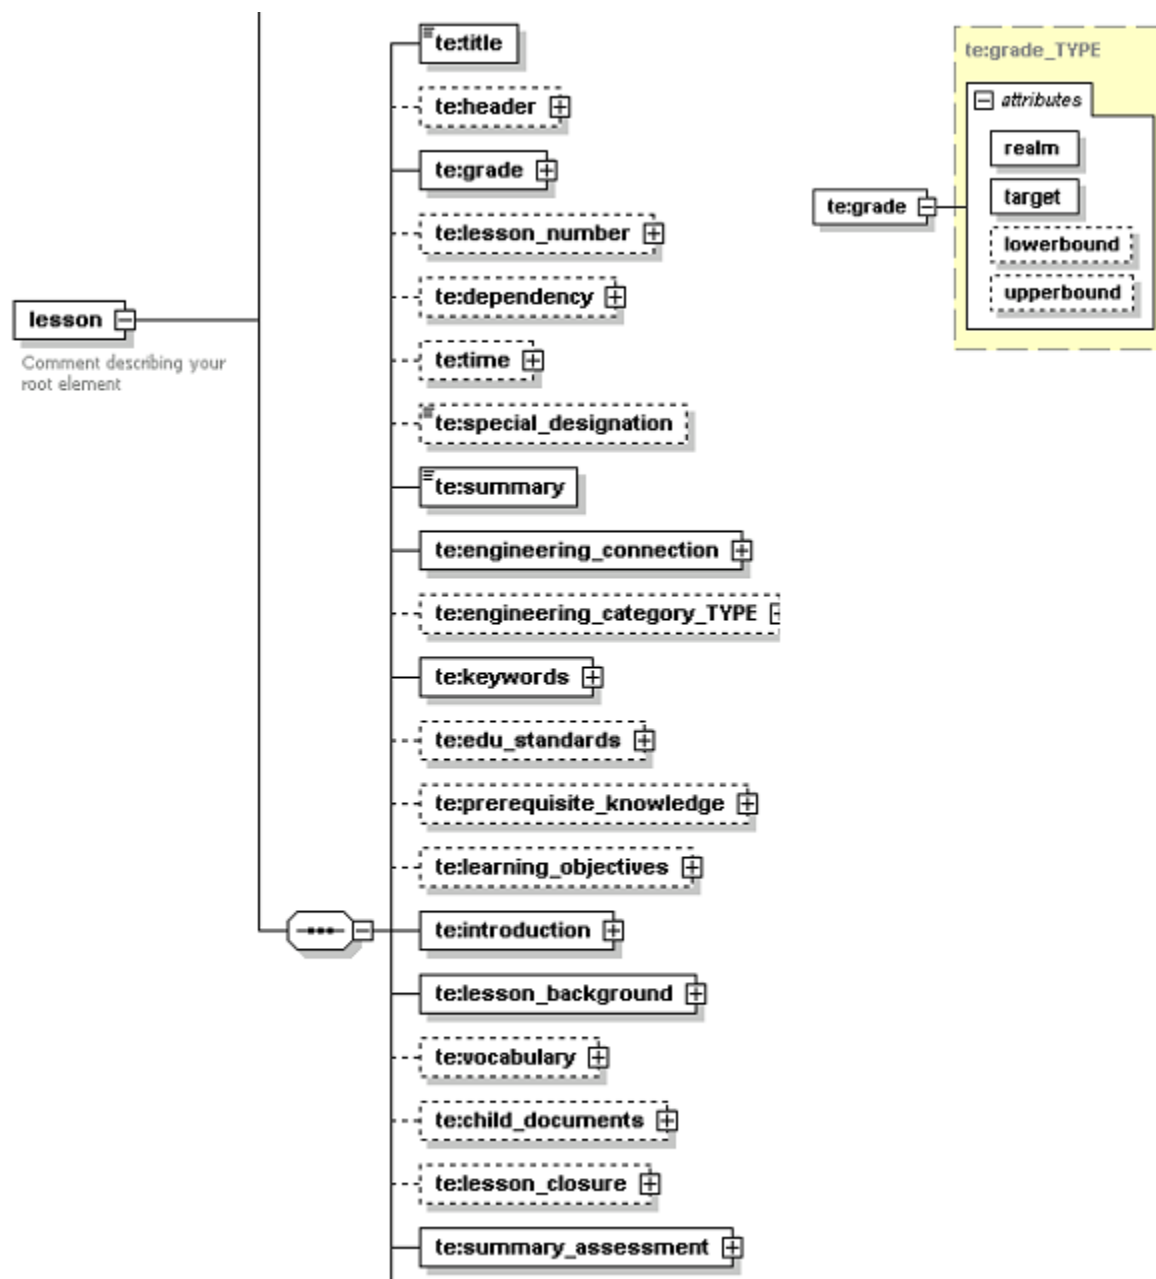 te:title
te:header
te:grade
te:lesson_number
te:dependency
lesson
Comment describing your
root element
te:time
te:special_designation
te:summary
te:engineering_connection
te:engineering_category_TYPE
te:keywords
te:edu_standards
te:prerequisite_knowledge
te:learning_objectives
te:introduction
te:lesson_background
te:vocabulary
te:child_documents
te:lesson_closure
te:summary_assessment
te:grade_TYPE
attributes
realm
target
te:grade
lowerbound
upperbound